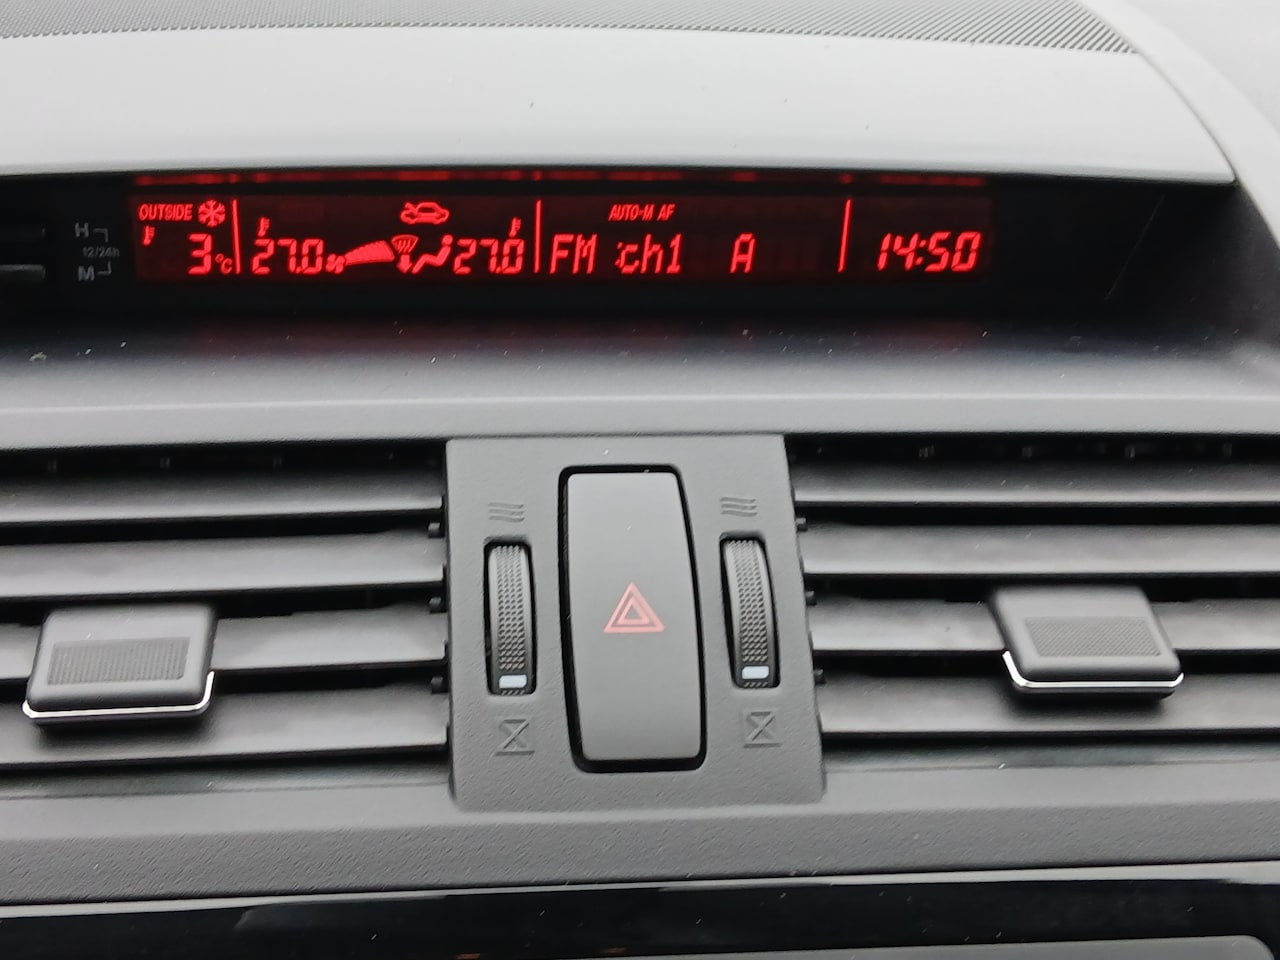 OUTSIDE
AUTO-M AF
3°C 27.0 27.0 FM ch1 A 14:50
H
12/24h
M